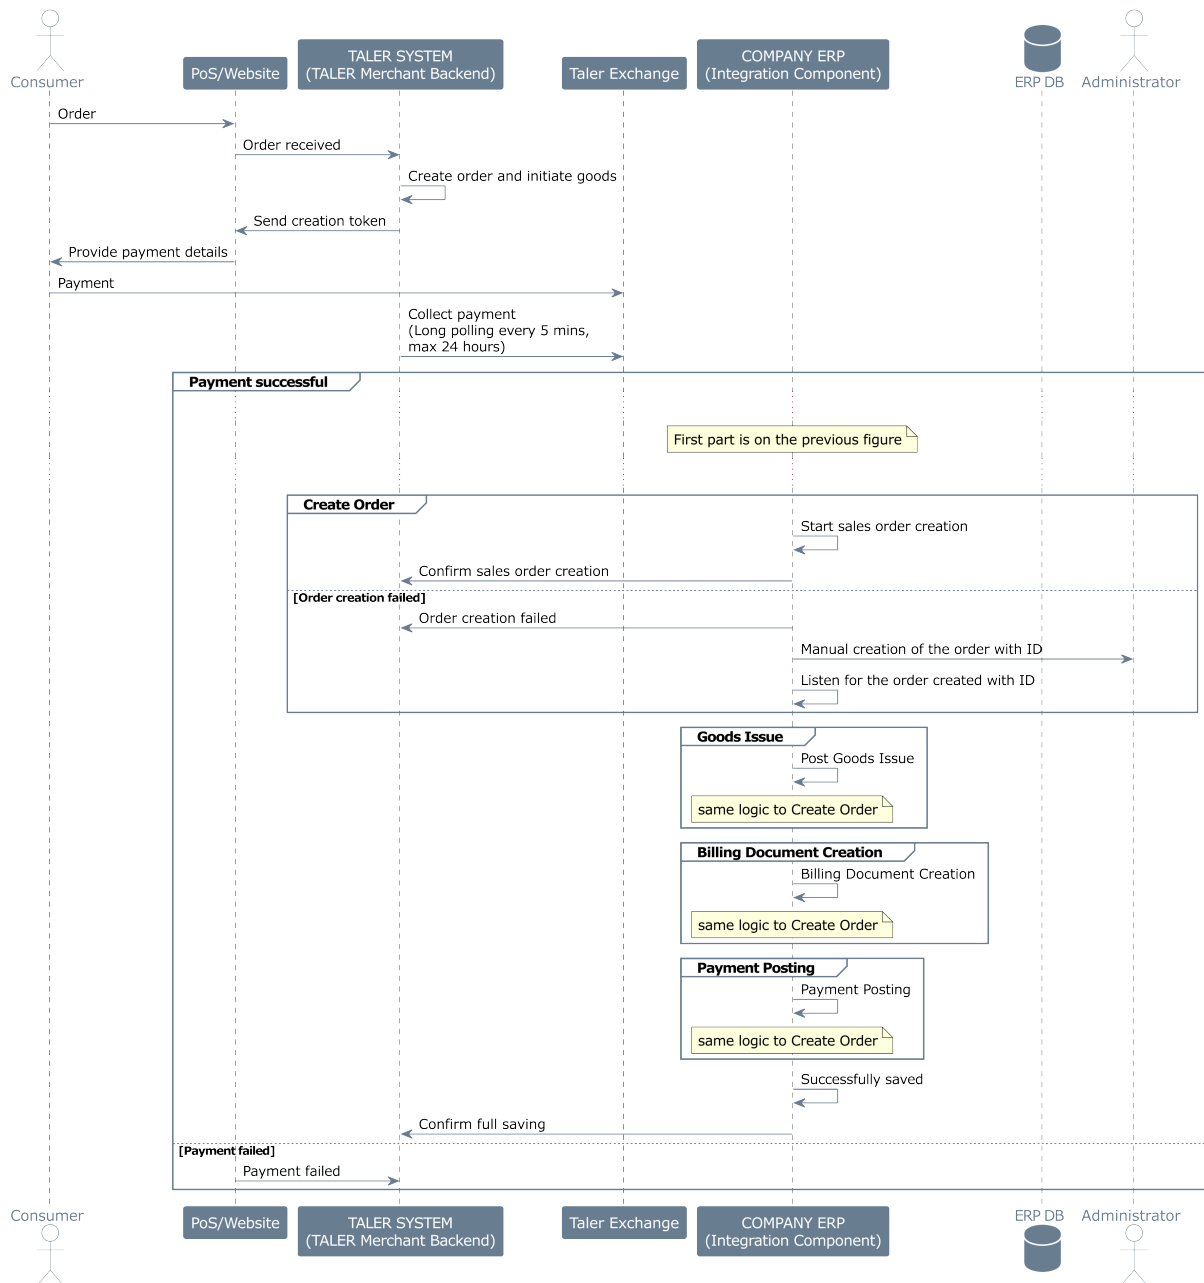 Consumer
PoS/Website
TALER SYSTEM
(TALER Merchant Backend)
Taler Exchange
COMPANY ERP
(Integration Component)
ERP DB
Administrator
Order
Order received
Create order and initiate goods
Send creation token
Provide payment details
Payment
Collect payment
(Long polling every 5 mins,
max 24 hours)
Payment successful
First part is on the previous figure
Create Order
Start sales order creation
Confirm sales order creation
[Order creation failed]
Order creation failed
Manual creation of the order with ID
Listen for the order created with ID
Goods Issue
Post Goods Issue
same logic to Create Order
Billing Document Creation
Billing Document Creation
same logic to Create Order
Payment Posting
Payment Posting
same logic to Create Order
Successfully saved
Confirm full saving
[Payment failed]
Payment failed
Consumer
PoS/Website
TALER SYSTEM
(TALER Merchant Backend)
Taler Exchange
COMPANY ERP
(Integration Component)
ERP DB
Administrator